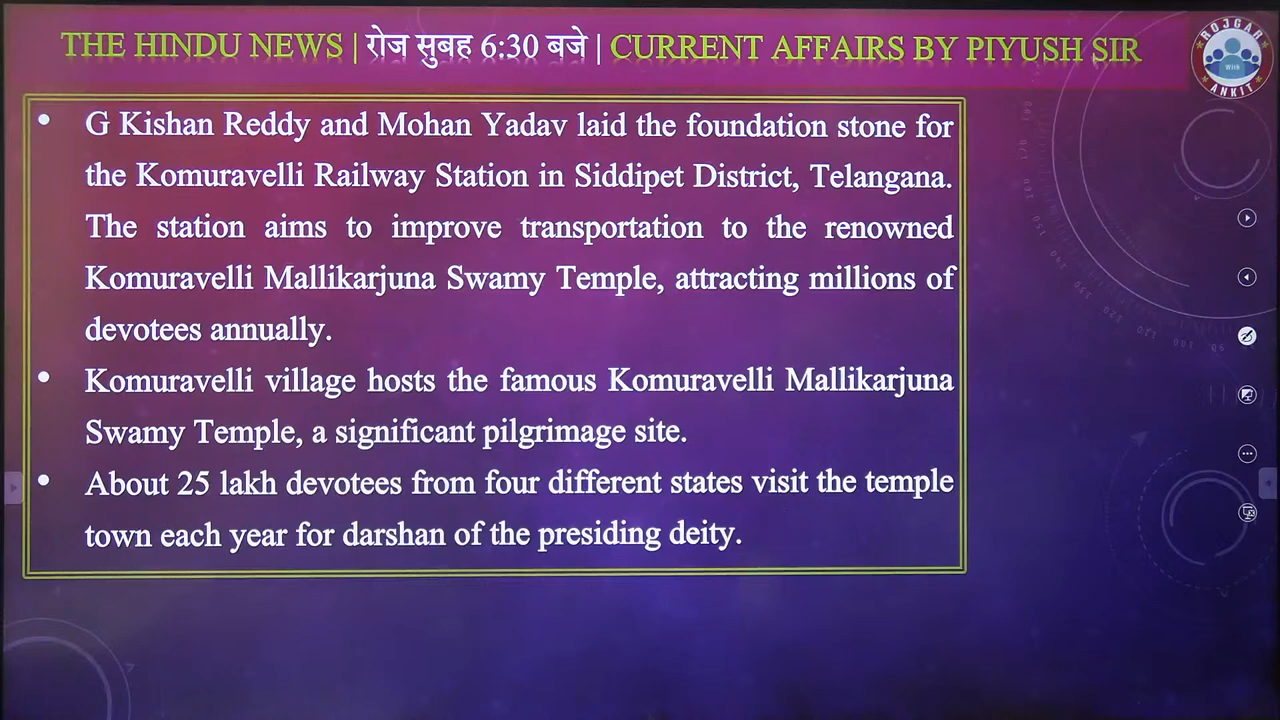 THE HINDU NEWS | रोज सुबह 6:30 बजे | CURRENT AFFAIRS BY PIYUSH SIR
ROJGAR
With
ANKIT
• G Kishan Reddy and Mohan Yadav laid the foundation stone for
the Komuravelli Railway Station in Siddipet District, Telangana.
The station aims to improve transportation to the renowned
Komuravelli Mallikarjuna Swamy Temple, attracting millions of
devotees annually.
• Komuravelli village hosts the famous Komuravelli Mallikarjuna
Swamy Temple, a significant pilgrimage site.
• About 25 lakh devotees from four different states visit the temple
town each year for darshan of the presiding deity.